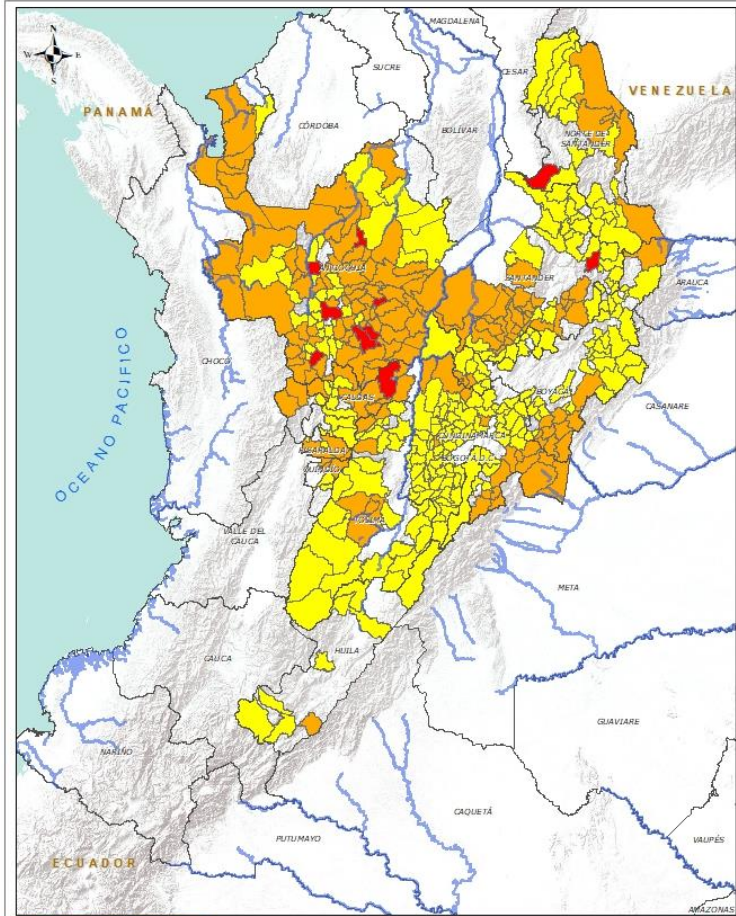 N
W E
S
MAGDALENA
CESAR
SUCRE
VENEZUELA
PANAMÁ
CÓRDOBA
BOLÍVAR
NORTE DE
SANTANDER
ANTIOQUIA
SANTANDER
ARAUCA
CHOCÓ
OCEANO PACIFICO
BOYACÁ
CALDAS
CASANARE
CUNDINAMARCA
RISARALDA
BOGOTÁ D.C.
QUINDIO
TOLIMA
VALLE DEL
CAUCA
META
HUILA
CAUCA
GUAVIARE
NARIÑO
CAQUETÁ
PUTUMAYO
VAUPÉS
ECUADOR
AMAZONAS